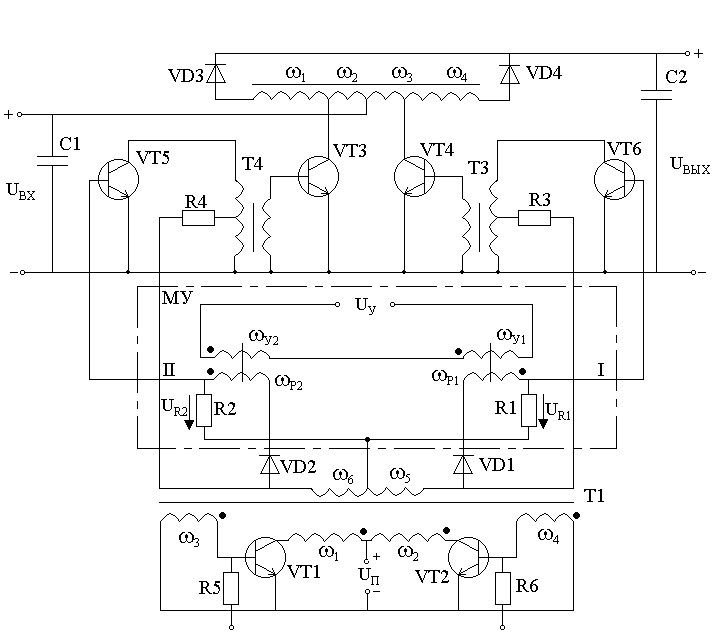 VD3 ω1 ω2 ω3 ω4 VD4 + C2
+ C1 VT5 T4 VT3 VT4 T3 VT6
UВХ R4 R3 UВЫХ
− −
МУ UУ
ωУ2 ωУ1
II ωР2 ωР1 I
UR2 R2 R1 UR1
VD2 ω6 ω5 VD1
T1
ω3 ω1 ω2 ω4
R5 VT1 + UП − VT2 R6